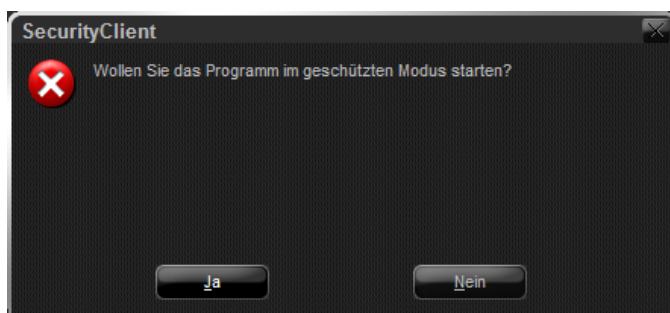 SecurityClient
Wollen Sie das Programm im geschützten Modus starten?
Ja
Nein